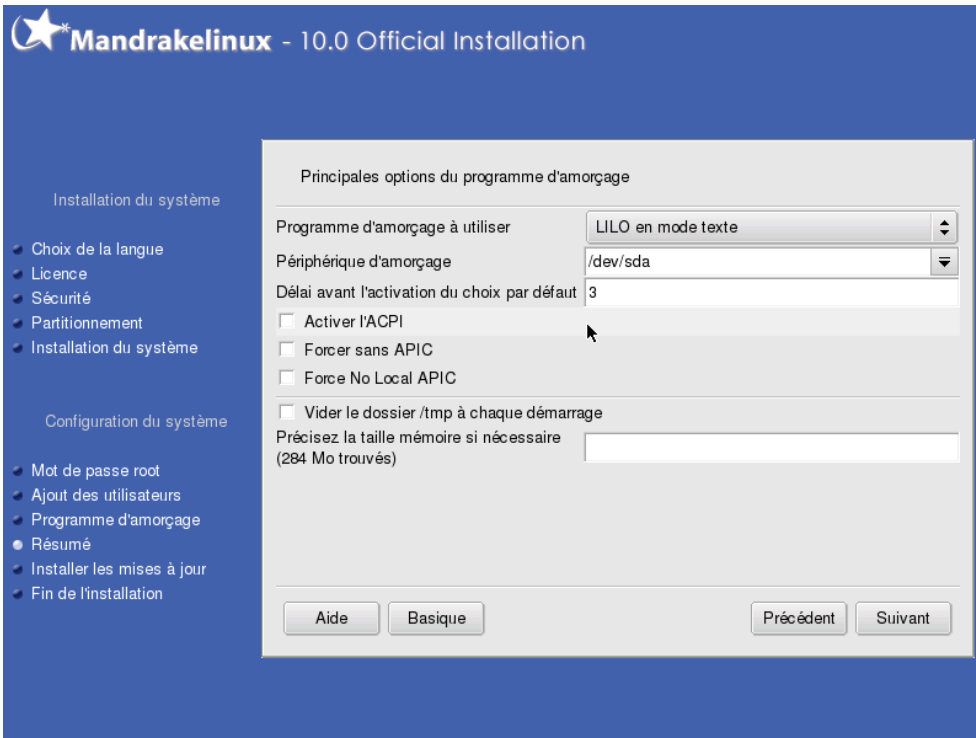 Mandrakelinux - 10.0 Official Installation
Installation du système
Choix de la langue
Licence
Sécurité
Partitionnement
Installation du système
Configuration du système
Mot de passe root
Ajout des utilisateurs
Programme d'amorçage
Résumé
Installer les mises à jour
Fin de l'installation
Principales options du programme d'amorçage
Programme d'amorçage à utiliser LILO en mode texte
Périphérique d'amorçage /dev/sda
Délai avant l'activation du choix par défaut 3
Activer l'ACPI
Forcer sans APIC
Force No Local APIC
Vider le dossier /tmp à chaque démarrage
Précisez la taille mémoire si nécessaire
(284 Mo trouvés)
Aide Basique Précédent Suivant